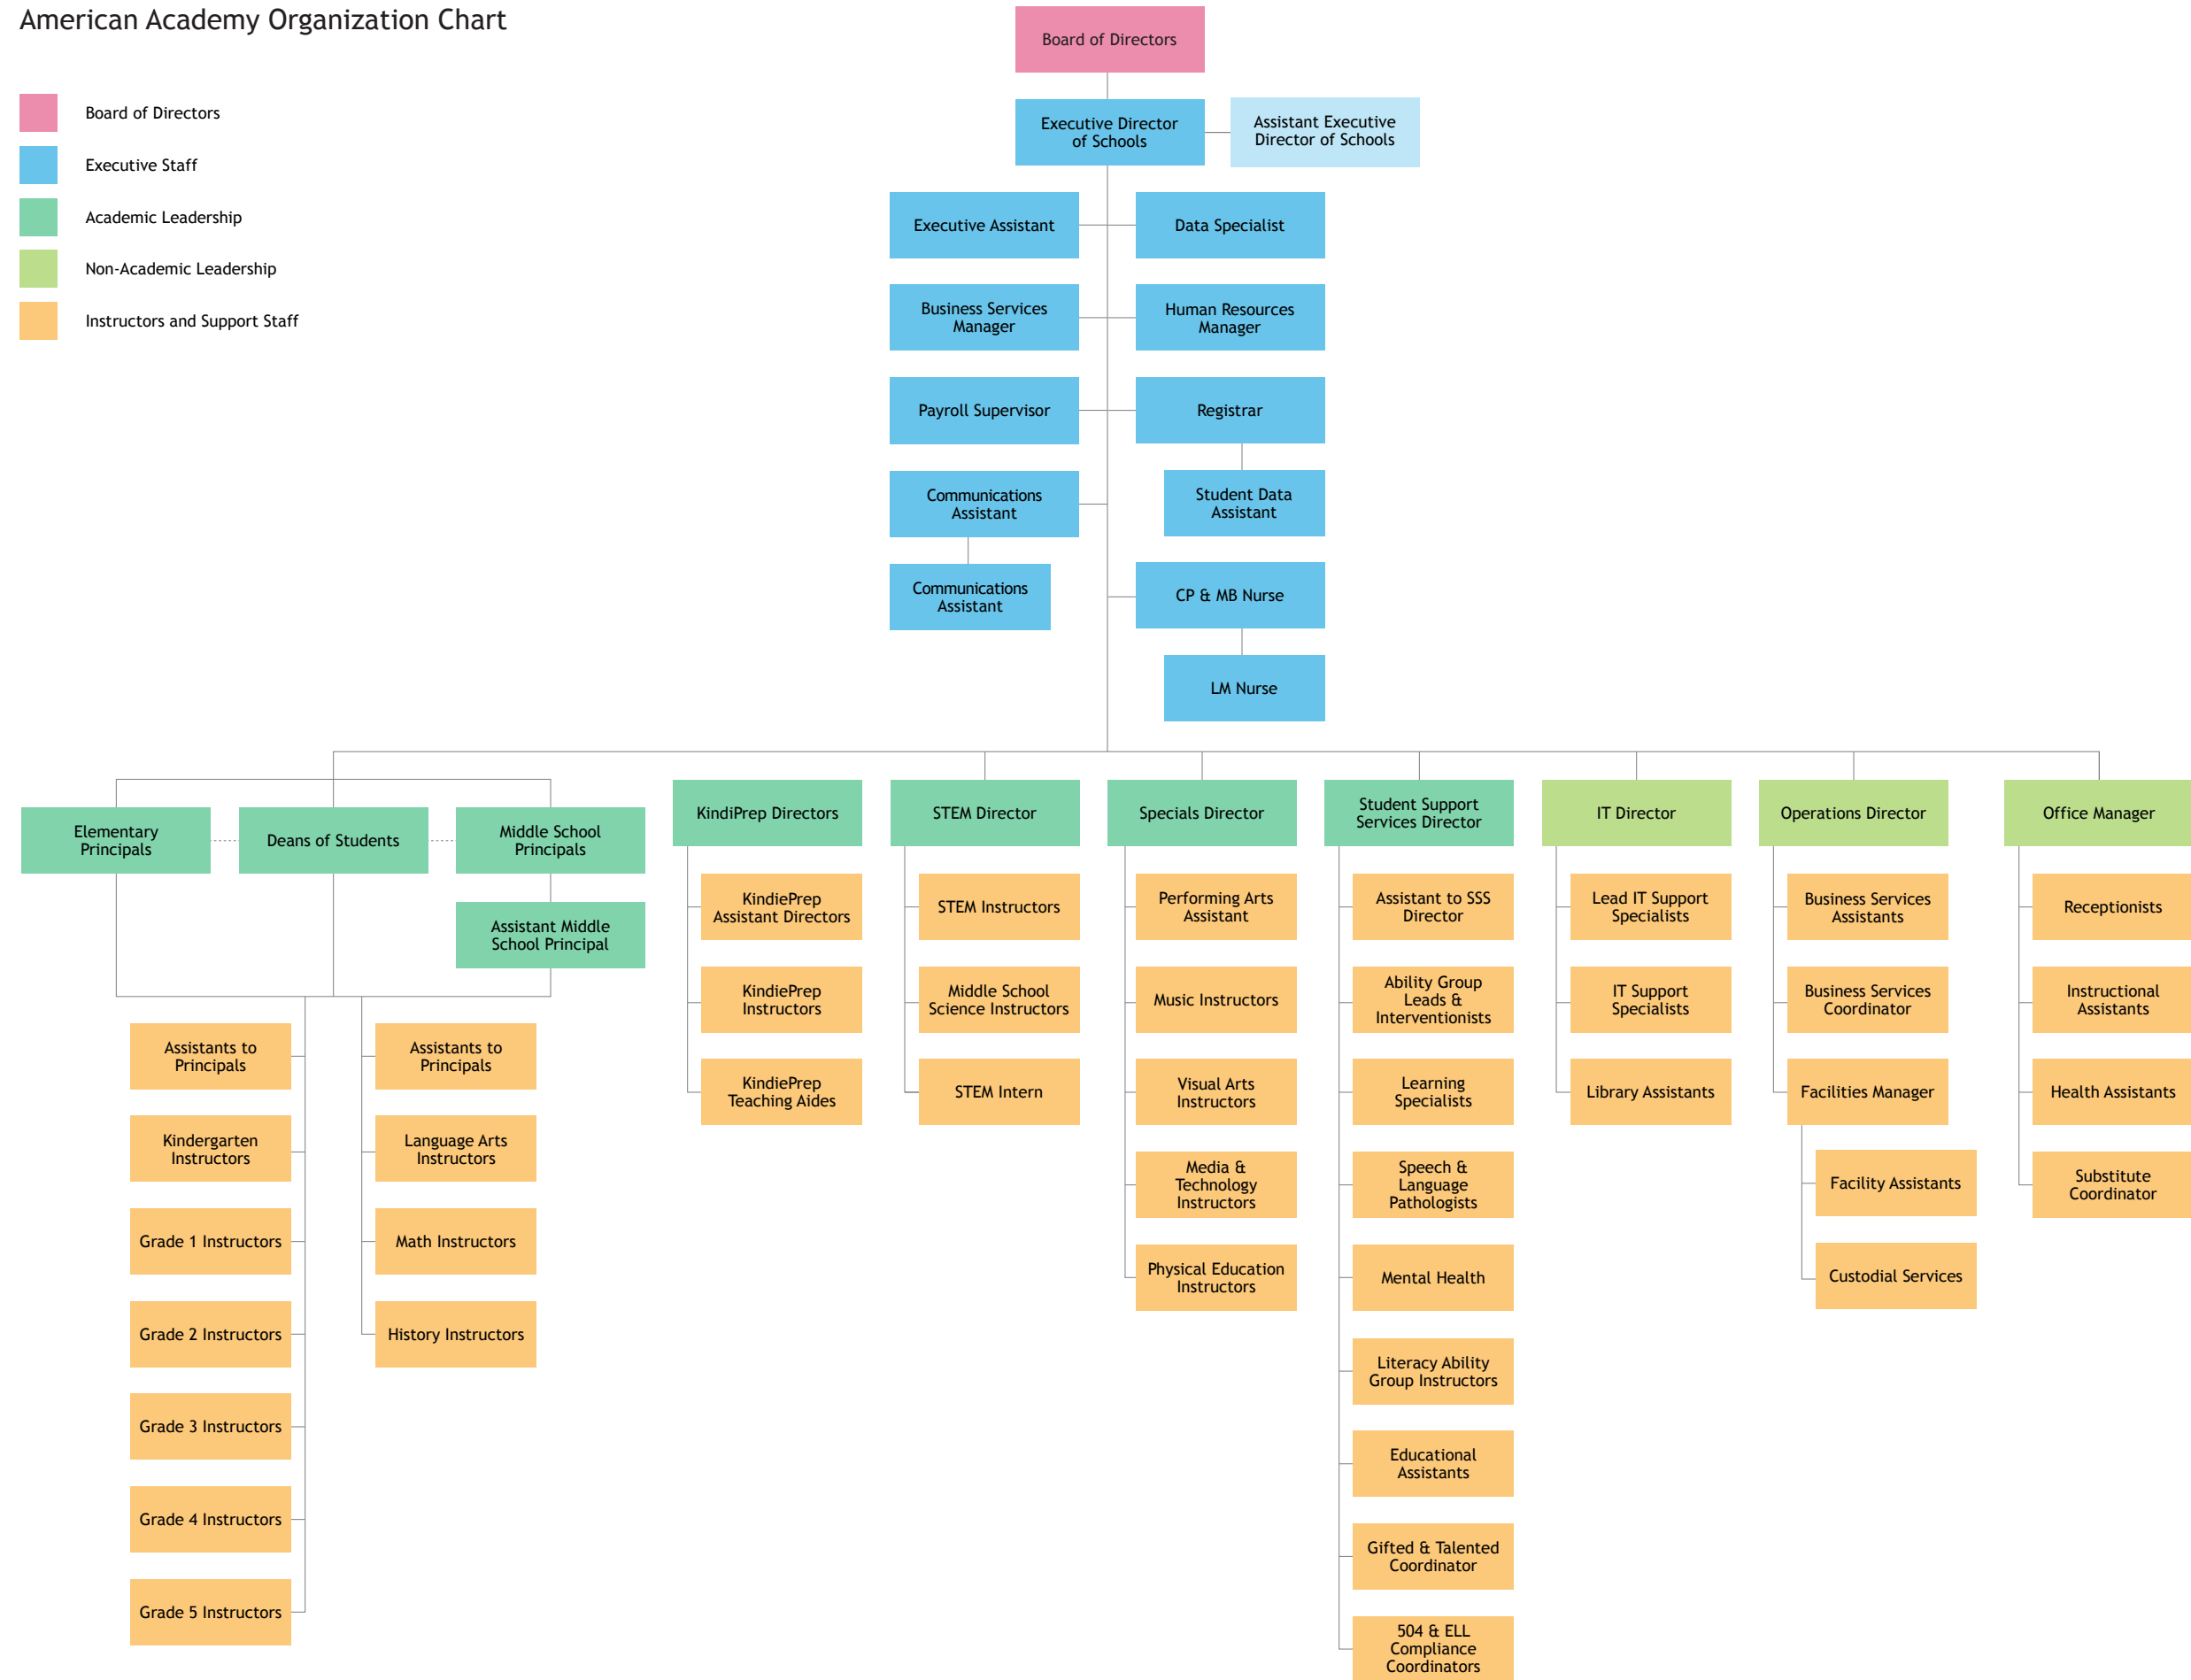 American Academy Organization Chart
Board of Directors
Executive Staff
Academic Leadership
Non-Academic Leadership
Instructors and Support Staff
Board of Directors
Executive Director
of Schools
Assistant Executive
Director of Schools
Executive Assistant
Data Specialist
Business Services
Manager
Human Resources
Manager
Payroll Supervisor
Registrar
Communications
Assistant
Student Data
Assistant
Communications
Assistant
CP & MB Nurse
LM Nurse
Elementary
Principals
Deans of Students
Middle School
Principals
Assistant Middle
School Principal
Assistants to
Principals
Kindergarten
Instructors
Grade 1 Instructors
Grade 2 Instructors
Grade 3 Instructors
Grade 4 Instructors
Grade 5 Instructors
Assistants to
Principals
Language Arts
Instructors
Math Instructors
History Instructors
KindiPrep Directors
KindiePrep
Assistant Directors
KindiePrep
Instructors
KindiePrep
Teaching Aides
STEM Director
STEM Instructors
Middle School
Science Instructors
STEM Intern
Specials Director
Performing Arts
Assistant
Music Instructors
Visual Arts
Instructors
Media &
Technology
Instructors
Physical Education
Instructors
Student Support
Services Director
Assistant to SSS
Director
Ability Group
Leads &
Interventionists
Learning
Specialists
Speech &
Language
Pathologists
Mental Health
Literacy Ability
Group Instructors
Educational
Assistants
Gifted & Talented
Coordinator
504 & ELL
Compliance
Coordinators
IT Director
Lead IT Support
Specialists
IT Support
Specialists
Library Assistants
Operations Director
Business Services
Assistants
Business Services
Coordinator
Facilities Manager
Facility Assistants
Custodial Services
Office Manager
Receptionists
Instructional
Assistants
Health Assistants
Substitute
Coordinator